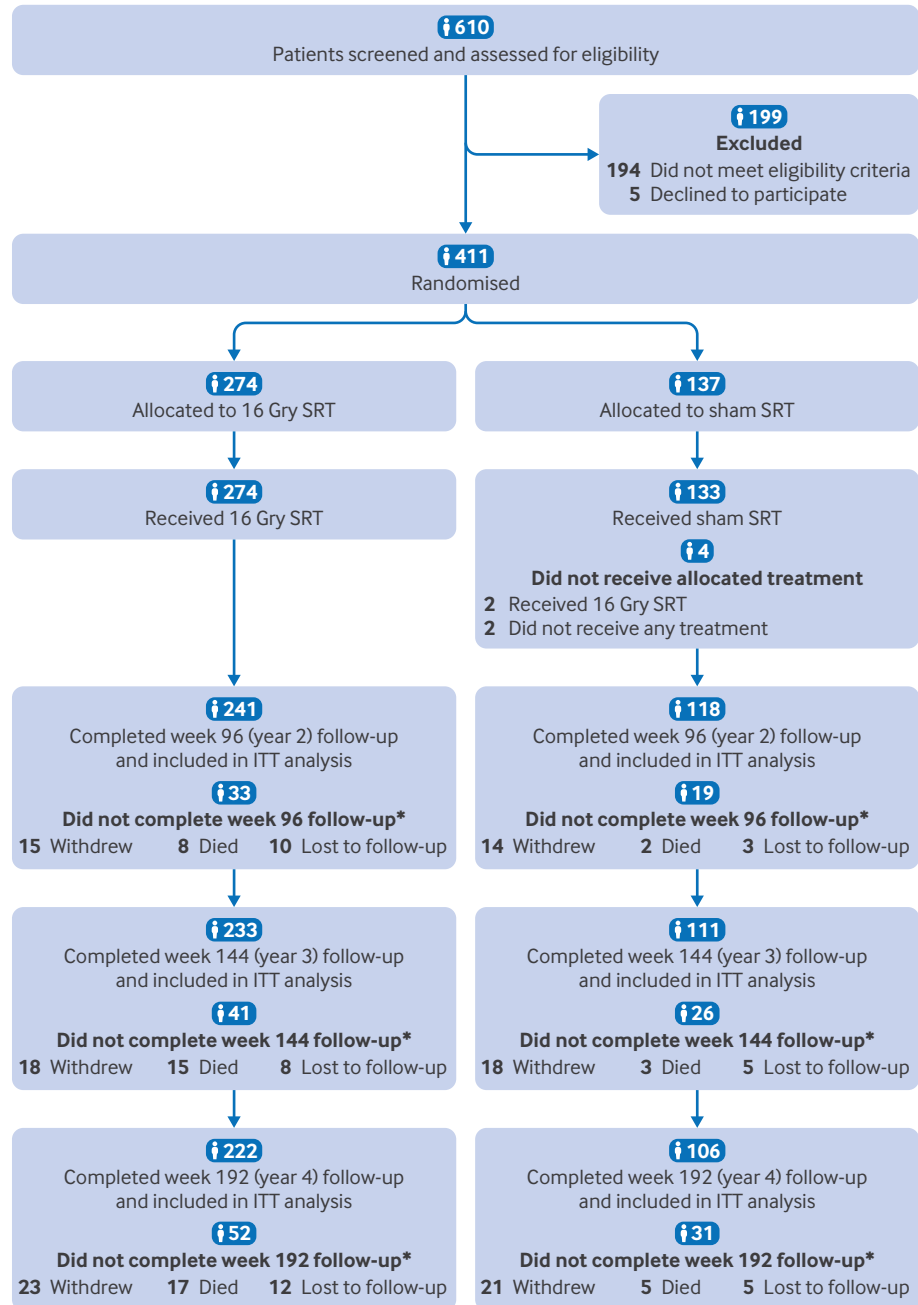 610
Patients screened and assessed for eligibility
199
Excluded
194 Did not meet eligibility criteria
5 Declined to participate
411
Randomised
274
Allocated to 16 Gry SRT
137
Allocated to sham SRT
274
Received 16 Gry SRT
133
Received sham SRT
4
Did not receive allocated treatment
2 Received 16 Gry SRT
2 Did not receive any treatment
241
Completed week 96 (year 2) follow-up
and included in ITT analysis
33
Did not complete week 96 follow-up*
15 Withdrew 8 Died 10 Lost to follow-up
118
Completed week 96 (year 2) follow-up
and included in ITT analysis
19
Did not complete week 96 follow-up*
14 Withdrew 2 Died 3 Lost to follow-up
233
Completed week 144 (year 3) follow-up
and included in ITT analysis
41
Did not complete week 144 follow-up*
18 Withdrew 15 Died 8 Lost to follow-up
111
Completed week 144 (year 3) follow-up
and included in ITT analysis
26
Did not complete week 144 follow-up*
18 Withdrew 3 Died 5 Lost to follow-up
222
Completed week 192 (year 4) follow-up
and included in ITT analysis
52
Did not complete week 192 follow-up*
23 Withdrew 17 Died 12 Lost to follow-up
106
Completed week 192 (year 4) follow-up
and included in ITT analysis
31
Did not complete week 192 follow-up*
21 Withdrew 5 Died 5 Lost to follow-up